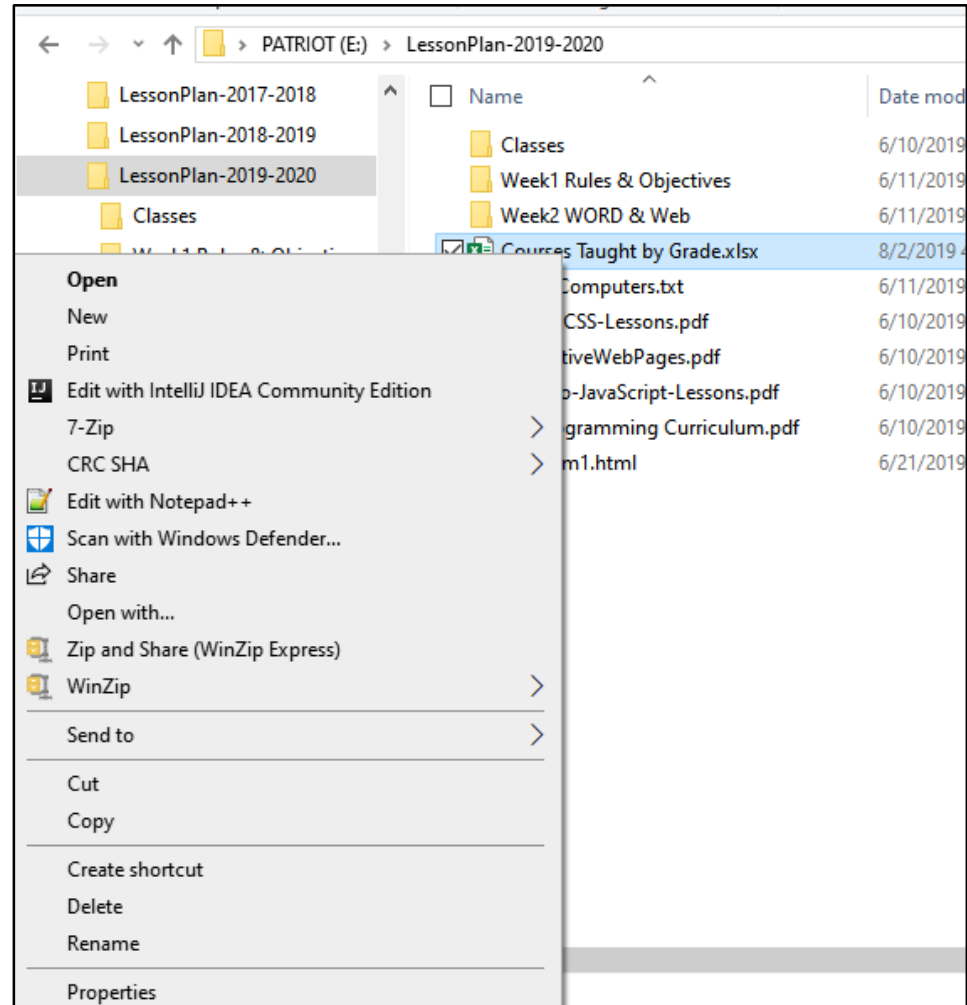 PATRIOT (E:) > LessonPlan-2019-2020
LessonPlan-2017-2018
LessonPlan-2018-2019
LessonPlan-2019-2020
Classes
Name Date mod
Classes 6/10/2019
Week1 Rules & Objectives 6/11/2019
Week2 WORD & Web 6/11/2019
Courses Taught by Grade.xlsx 8/2/2019
Computers.txt 6/11/2019
CSS-Lessons.pdf 6/10/2019
tiveWebPages.pdf 6/10/2019
o-JavaScript-Lessons.pdf 6/10/2019
gramming Curriculum.pdf 6/10/2019
m1.html 6/21/2019
Open
New
Print
Edit with IntelliJ IDEA Community Edition
7-Zip
CRC SHA
Edit with Notepad++
Scan with Windows Defender...
Share
Open with...
Zip and Share (WinZip Express)
WinZip
Send to
Cut
Copy
Create shortcut
Delete
Rename
Properties